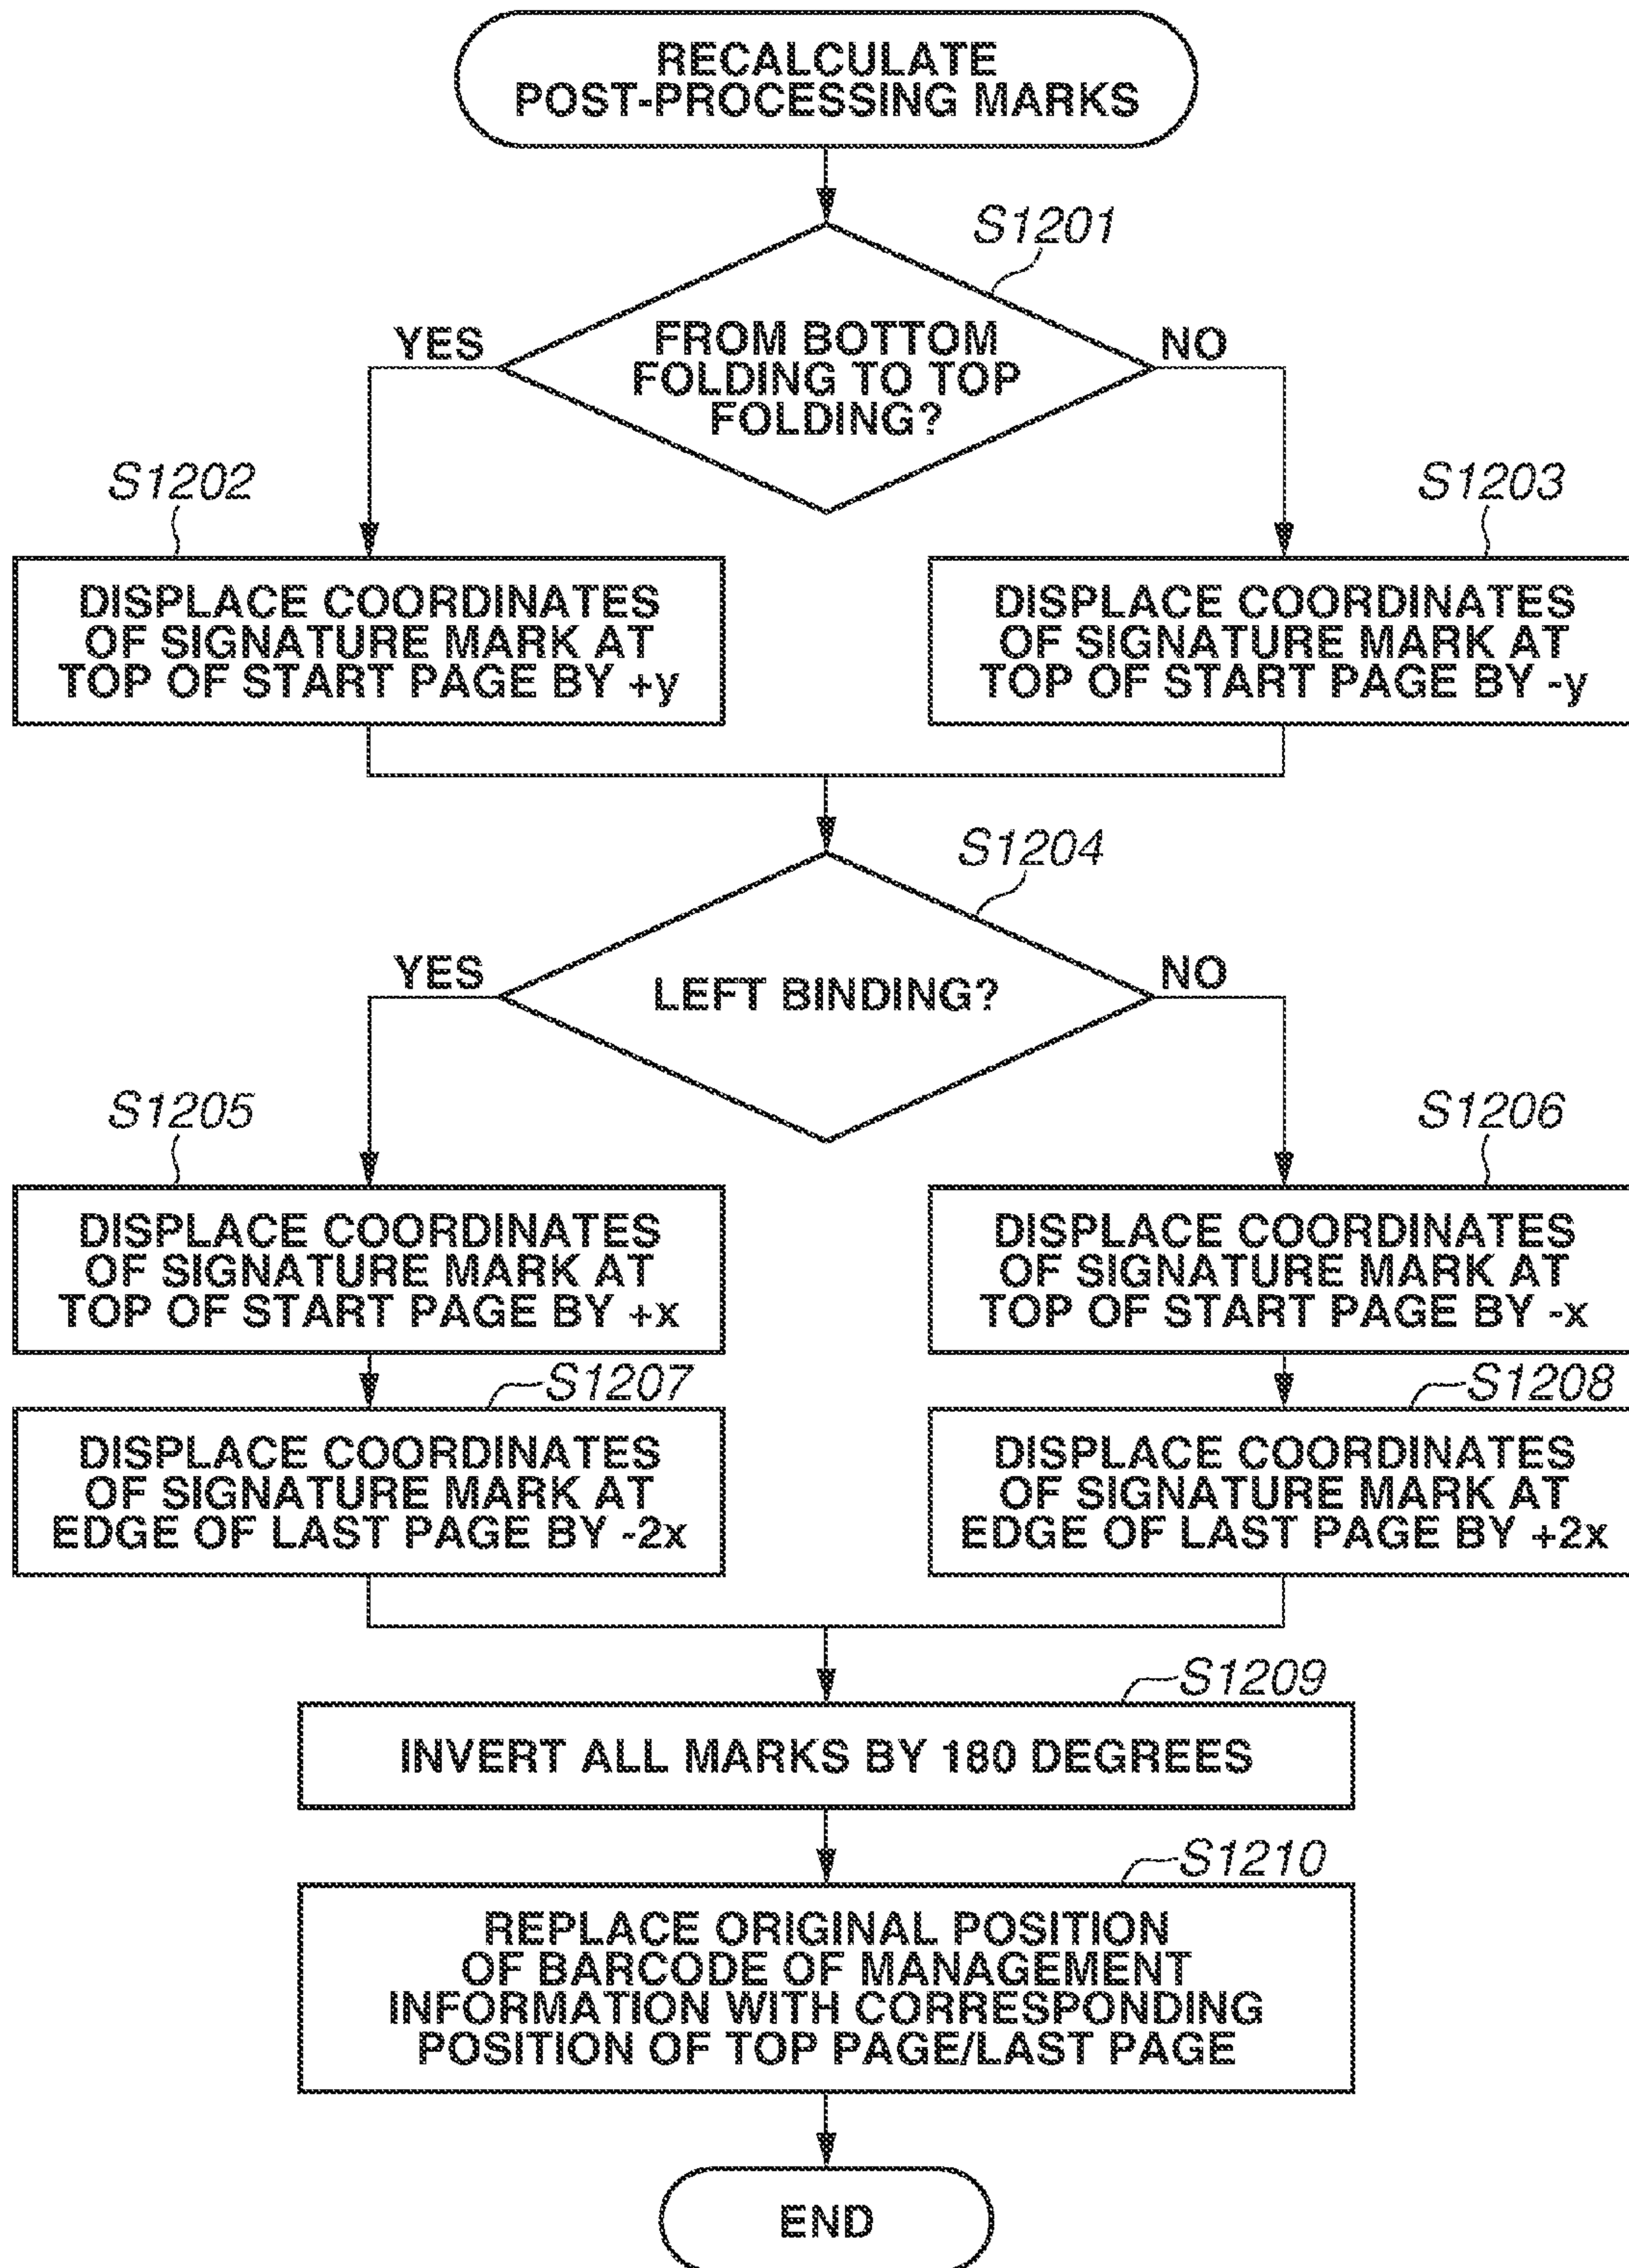 RECALCULATE
POST-PROCESSING MARKS
S1201
YES
FROM BOTTOM
FOLDING TO TOP
FOLDING?
NO
S1202
S1203
DISPLACE COORDINATES
OF SIGNATURE MARK AT
TOP OF START PAGE BY +y
DISPLACE COORDINATES
OF SIGNATURE MARK AT
TOP OF START PAGE BY -y
S1204
YES
LEFT BINDING?
NO
S1205
S1206
DISPLACE COORDINATES
OF SIGNATURE MARK AT
TOP OF START PAGE BY +x
DISPLACE COORDINATES
OF SIGNATURE MARK AT
TOP OF START PAGE BY -x
S1207
S1208
DISPLACE COORDINATES
OF SIGNATURE MARK AT
EDGE OF LAST PAGE BY -2x
DISPLACE COORDINATES
OF SIGNATURE MARK AT
EDGE OF LAST PAGE BY +2x
S1209
INVERT ALL MARKS BY 180 DEGREES
S1210
REPLACE ORIGINAL POSITION
OF BARCODE OF MANAGEMENT
INFORMATION WITH CORRESPONDING
POSITION OF TOP PAGE/LAST PAGE
END